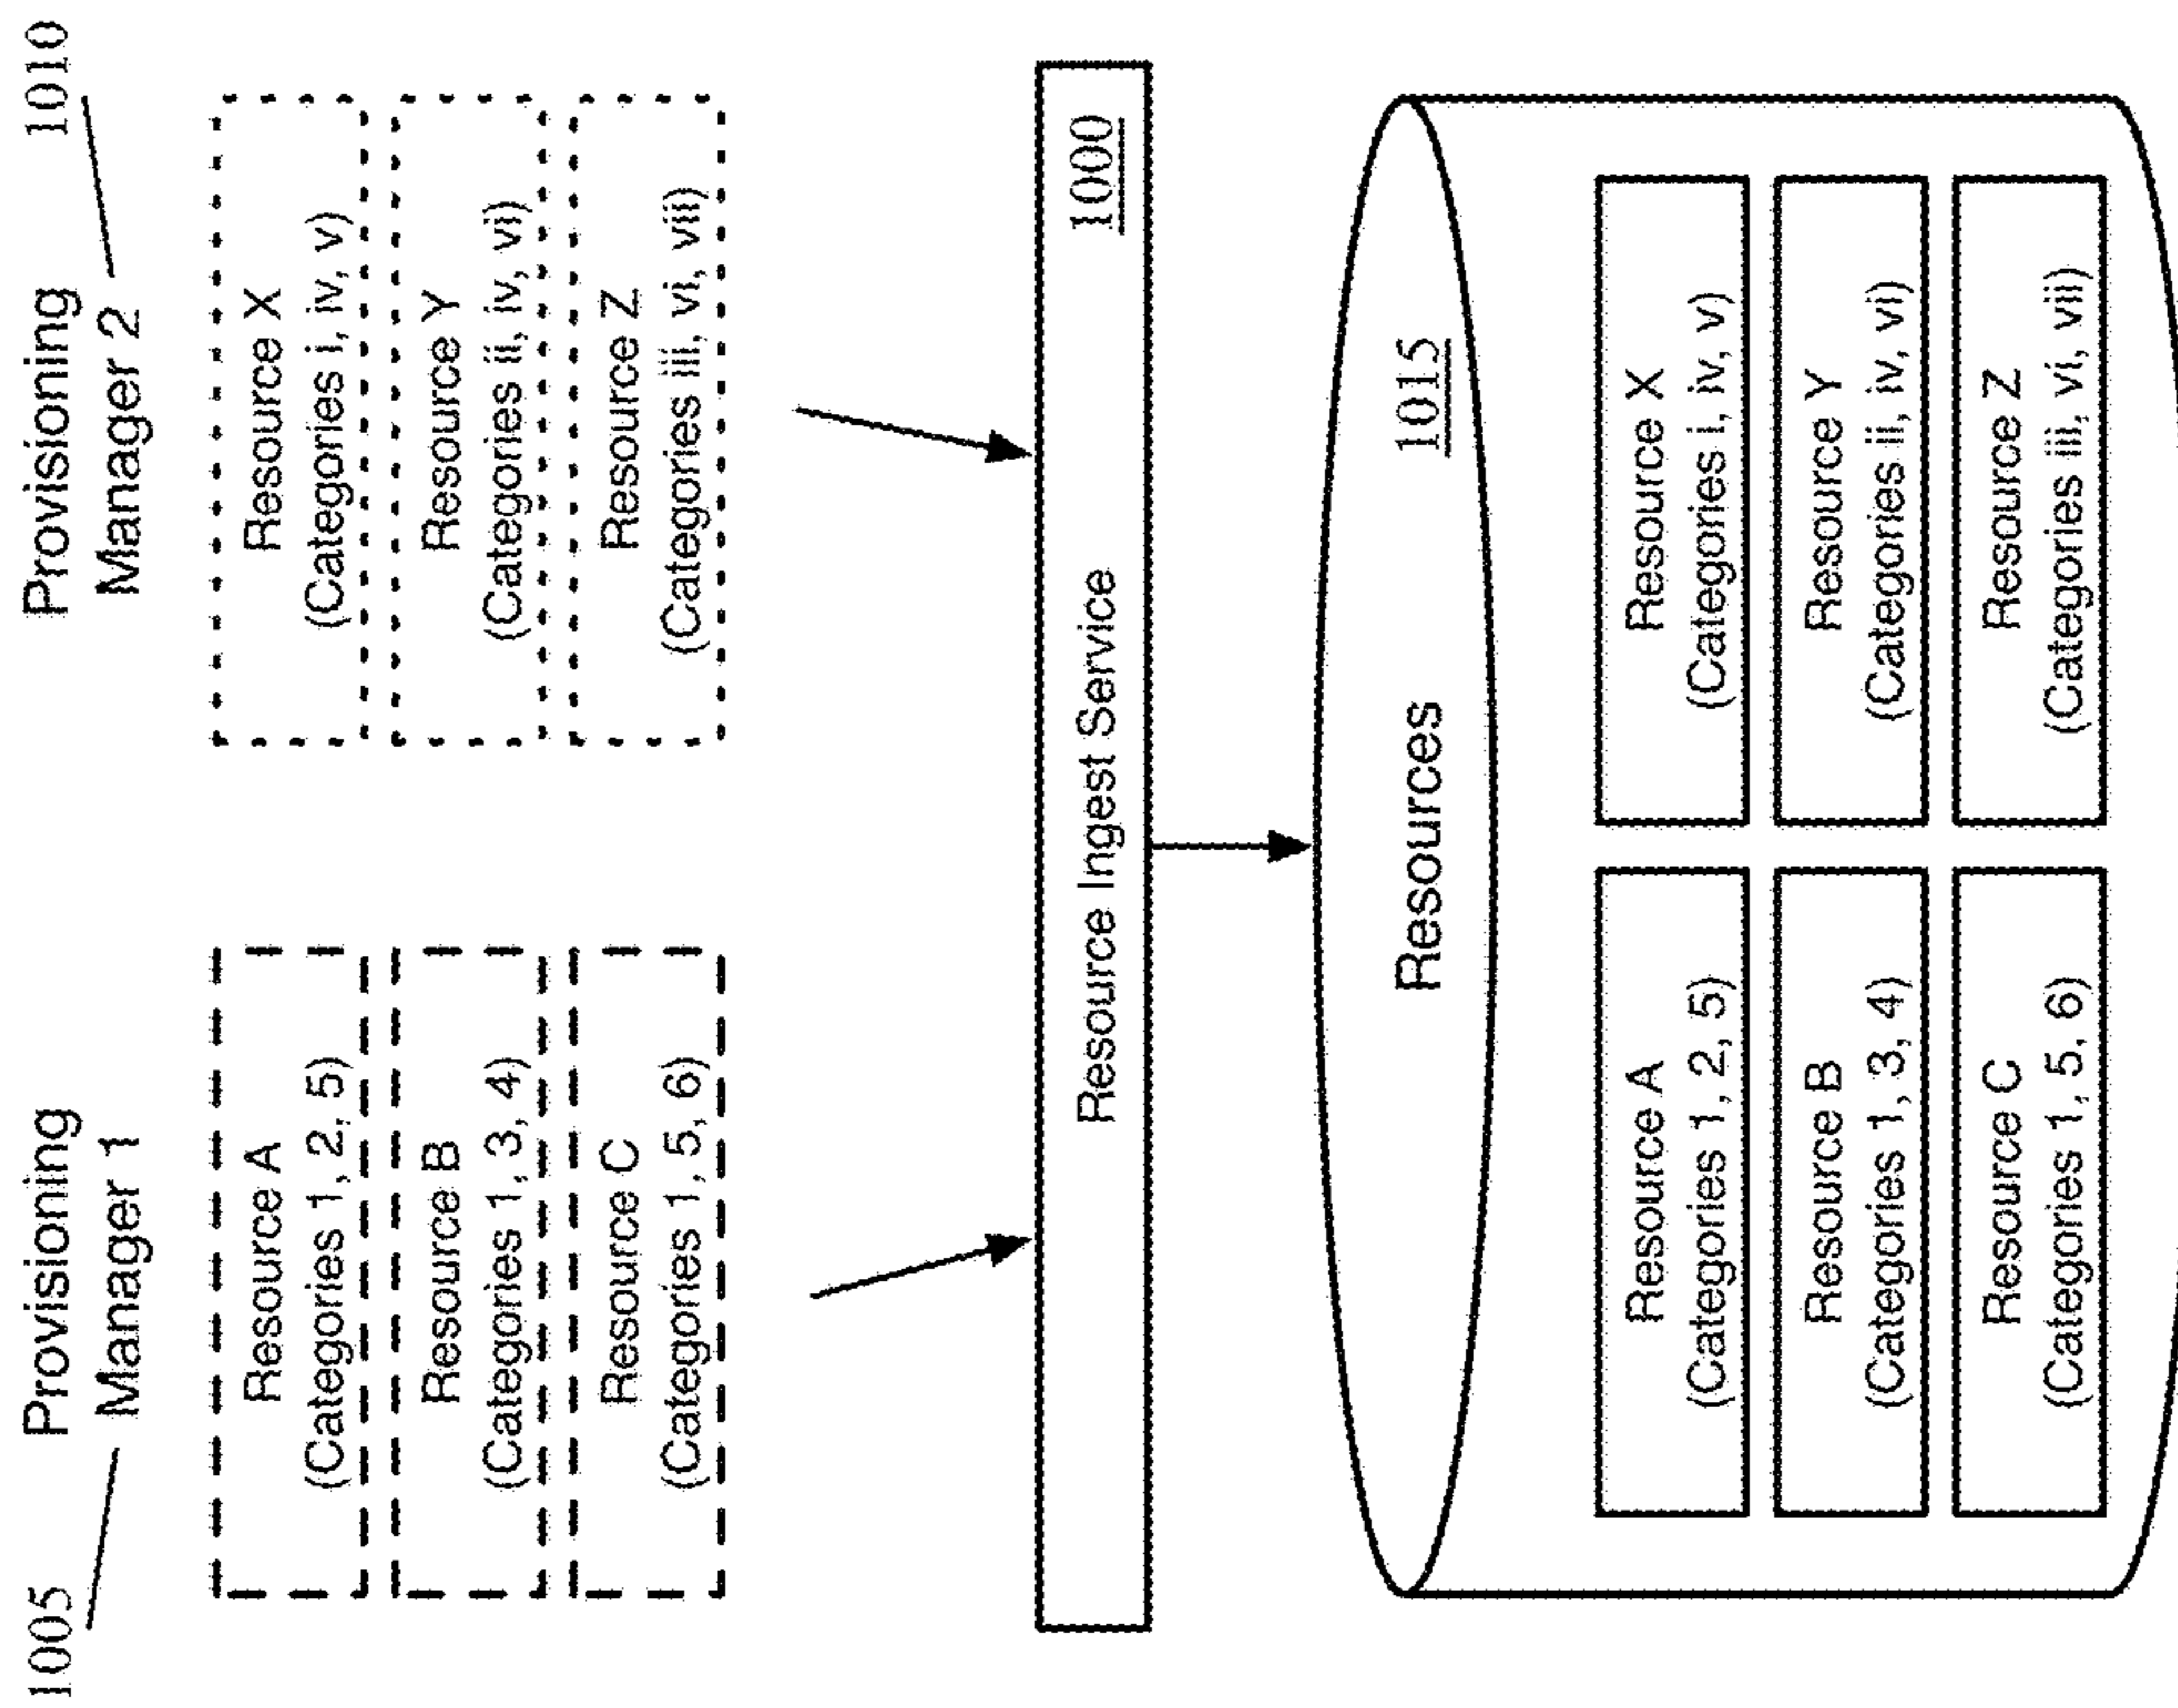 1005
Provisioning
Manager 1
Resource A
(Categories 1, 2, 5)
Resource B
(Categories 1, 3, 4)
Resource C
(Categories 1, 5, 6)
1010
Provisioning
Manager 2
Resource X
(Categories i, iv, v)
Resource Y
(Categories ii, iv, vi)
Resource Z
(Categories iii, vi, vii)
Resource Ingest Service
1000
Resources
1015
Resource A
(Categories 1, 2, 5)
Resource B
(Categories 1, 3, 4)
Resource C
(Categories 1, 5, 6)
Resource X
(Categories i, iv, v)
Resource Y
(Categories ii, iv, vi)
Resource Z
(Categories iii, vi, vii)